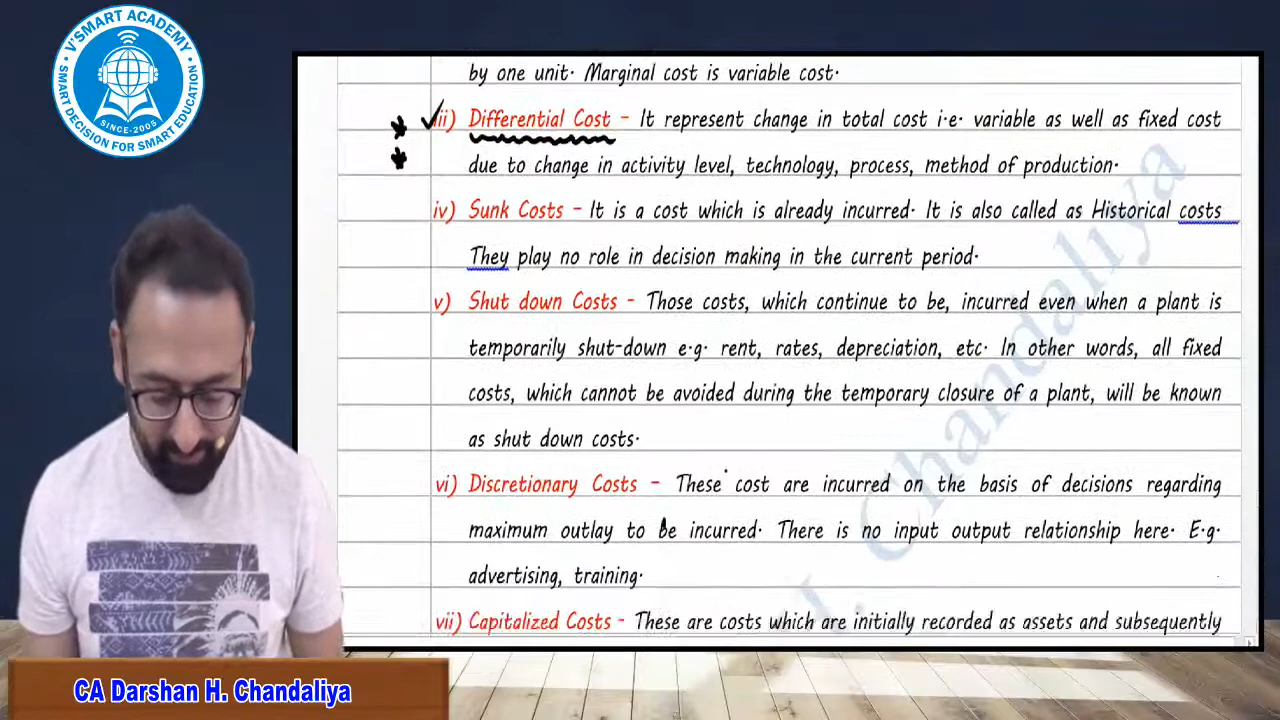 V'SMART ACADEMY
SINCE-2005
SMART DECISION FOR SMART EDUCATION
by one unit. Marginal cost is variable cost.
iii) Differential Cost – It represent change in total cost i.e. variable as well as fixed cost
due to change in activity level, technology, process, method of production.
iv) Sunk Costs – It is a cost which is already incurred. It is also called as Historical costs
They play no role in decision making in the current period.
v) Shut down Costs – Those costs, which continue to be, incurred even when a plant is
temporarily shut-down e.g. rent, rates, depreciation, etc. In other words, all fixed
costs, which cannot be avoided during the temporary closure of a plant, will be known
as shut down costs.
vi) Discretionary Costs – These cost are incurred on the basis of decisions regarding
maximum outlay to be incurred. There is no input output relationship here. E.g.
advertising, training.
vii) Capitalized Costs – These are costs which are initially recorded as assets and subsequently
H. Chandaliya
CA Darshan H. Chandaliya